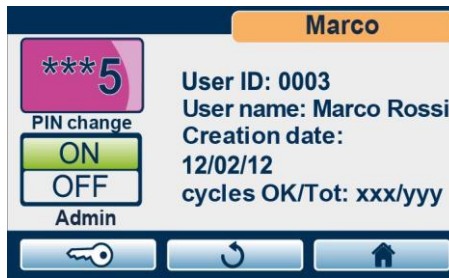 Marco
***5
PIN change
ON
OFF
Admin
User ID: 0003
User name: Marco Rossi
Creation date:
12/02/12
cycles OK/Tot: xxx/yyy